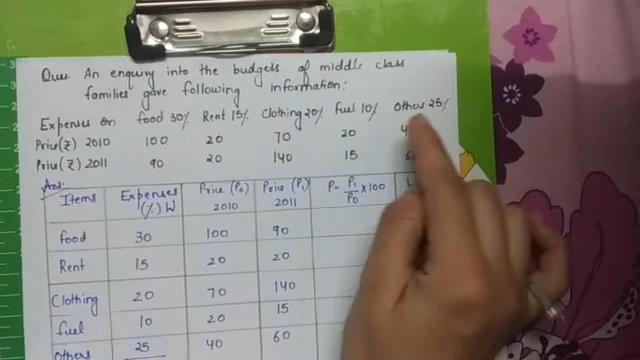 Ques. An enquiry into the budgets of middle class
families gave following information:
Expenses on food 30% Rent 15% Clothing 20% Fuel 10% Others 25%
Price (₹) 2010 100 20 70 20
Price (₹) 2011 90 20 140 15
Ans:
Items Expenses (%) W Price (P₀) 2010 Price (P₁) 2011 P = P₁/P₀ × 100
food 30 100 90
Rent 15 20 20
Clothing 20 70 140
fuel 10 20 15
Others 25 40 60